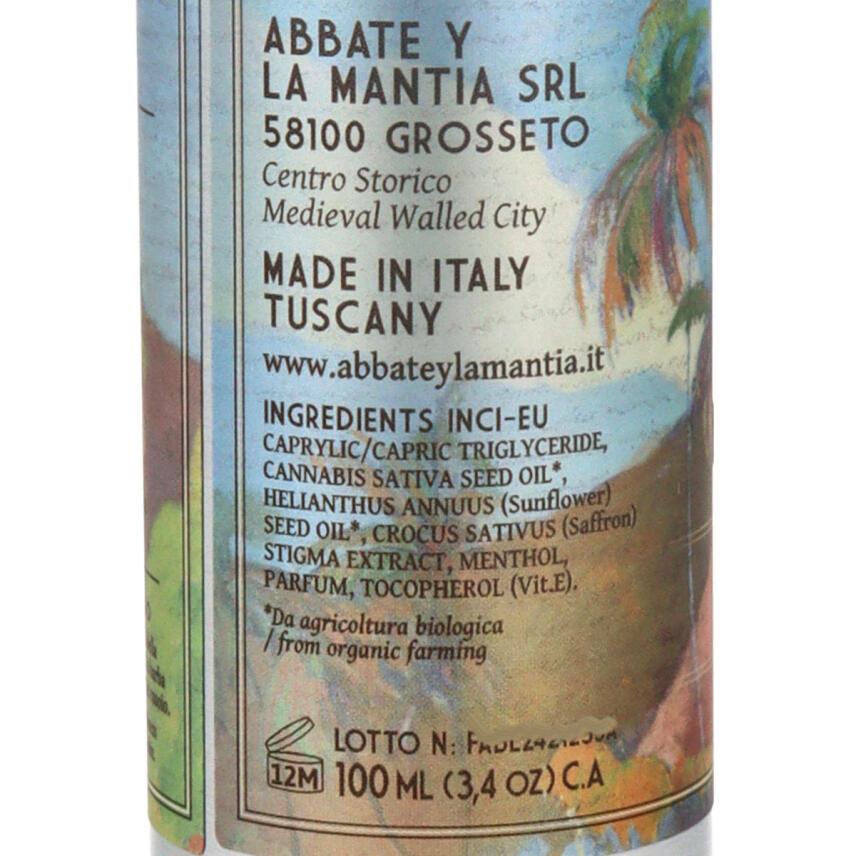 ABBATE Y
LA MANTIA SRL
58100 GROSSETO
Centro Storico
Medieval Walled City
MADE IN ITALY
TUSCANY
www.abbateylamantia.it
INGREDIENTS INCI-EU
CAPRYLIC/CAPRIC TRIGLYCERIDE,
CANNABIS SATIVA SEED OIL*,
HELIANTHUS ANNUUS (Sunflower)
SEED OIL*, CROCUS SATIVUS (Saffron)
STIGMA EXTRACT, MENTHOL,
PARFUM, TOCOPHEROL (Vit.E).
*Da agricoltura biologica
/ from organic farming
LOTTO N:
12M
100 ML (3,4 OZ) C.A